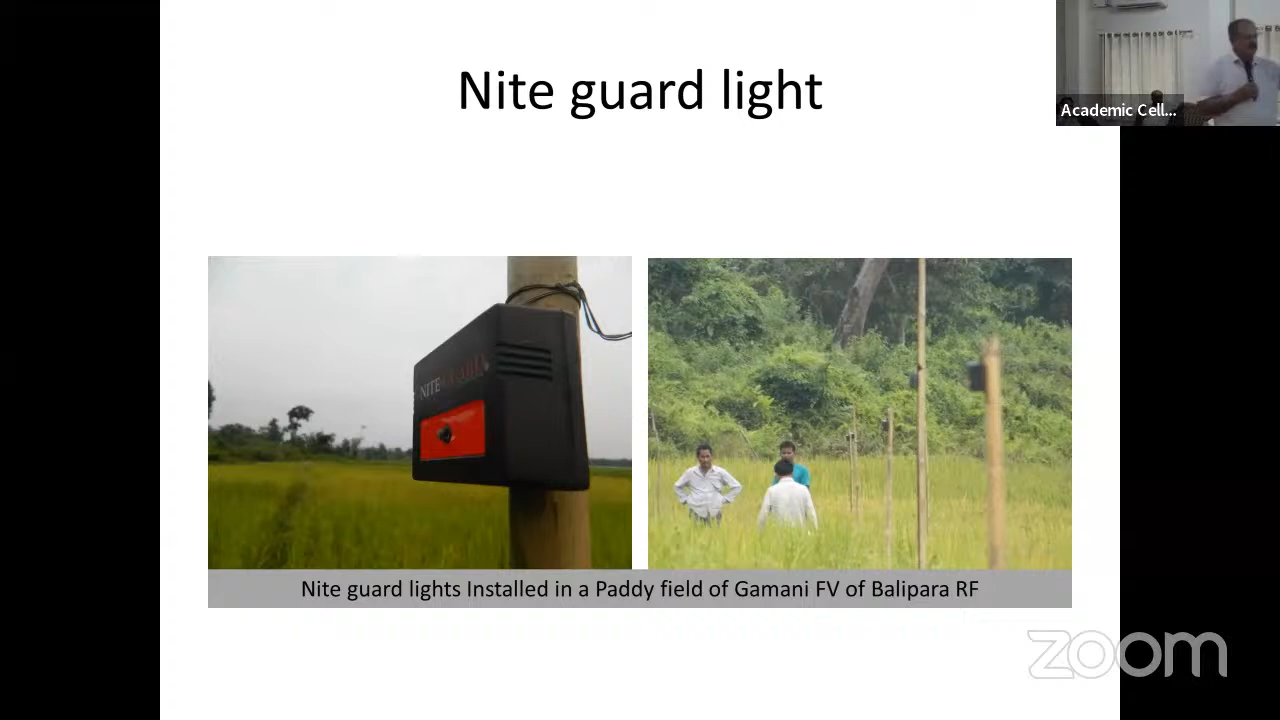 Nite guard light
Academic Cell...
NITE GUARD
Nite guard lights Installed in a Paddy field of Gamani FV of Balipara RF
zoom